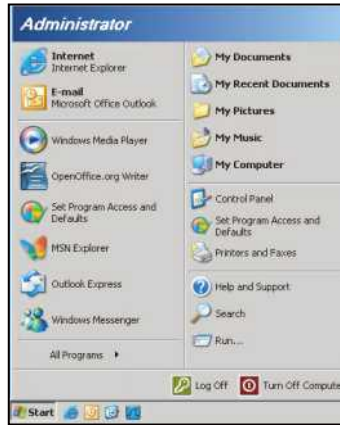 Administrator
Internet
Internet Explorer
E-mail
Microsoft Office Outlook
Windows Media Player
OpenOffice.org Writer
Set Program Access and
Defaults
MSN Explorer
Outlook Express
Windows Messenger
All Programs
My Documents
My Recent Documents
My Pictures
My Music
My Computer
Control Panel
Set Program Access and
Defaults
Printers and Faxes
Help and Support
Search
Run...
Log Off
Turn Off Compute
Start